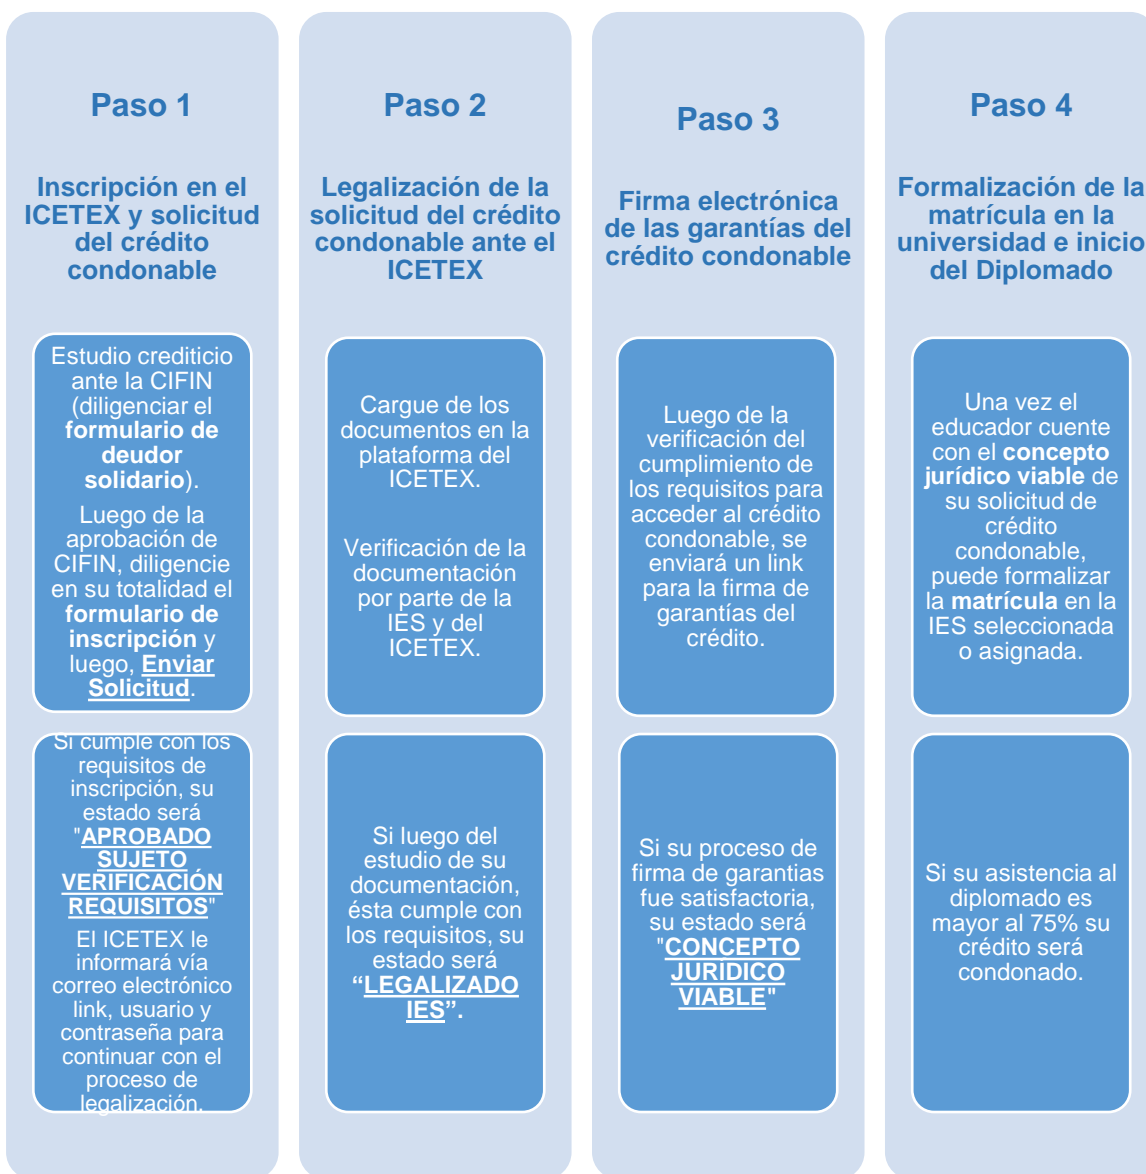 Paso 1
Inscripción en el
ICETEX y solicitud
del crédito
condonable
Estudio crediticio
ante la CIFIN
(diligenciar el
formulario de
deudor
solidario).
Luego de la
aprobación de
CIFIN, diligencie
en su totalidad el
formulario de
inscripción y
luego, Enviar
Solicitud.
Si cumple con los
requisitos de
inscripción, su
estado será
"APROBADO
SUJETO
VERIFICACIÓN
REQUISITOS"
El ICETEX le
informará vía
correo electrónico
link, usuario y
contraseña para
continuar con el
proceso de
legalización.
Paso 2
Legalización de la
solicitud del crédito
condonable ante el
ICETEX
Cargue de los
documentos en la
plataforma del
ICETEX.
Verificación de la
documentación
por parte de la
IES y del
ICETEX.
Si luego del
estudio de su
documentación,
ésta cumple con
los requisitos, su
estado será
“LEGALIZADO
IES”.
Paso 3
Firma electrónica
de las garantías del
crédito condonable
Luego de la
verificación del
cumplimiento de
los requisitos para
acceder al crédito
condonable, se
enviará un link
para la firma de
garantías del
crédito.
Si su proceso de
firma de garantias
fue satisfactoria,
su estado será
"CONCEPTO
JURÍDICO
VIABLE"
Paso 4
Formalización de la
matrícula en la
universidad e inicio
del Diplomado
Una vez el
educador cuente
con el concepto
jurídico viable de
su solicitud de
crédito
condonable,
puede formalizar
la matrícula en la
IES seleccionada
o asignada.
Si su asistencia al
diplomado es
mayor al 75% su
crédito será
condonado.